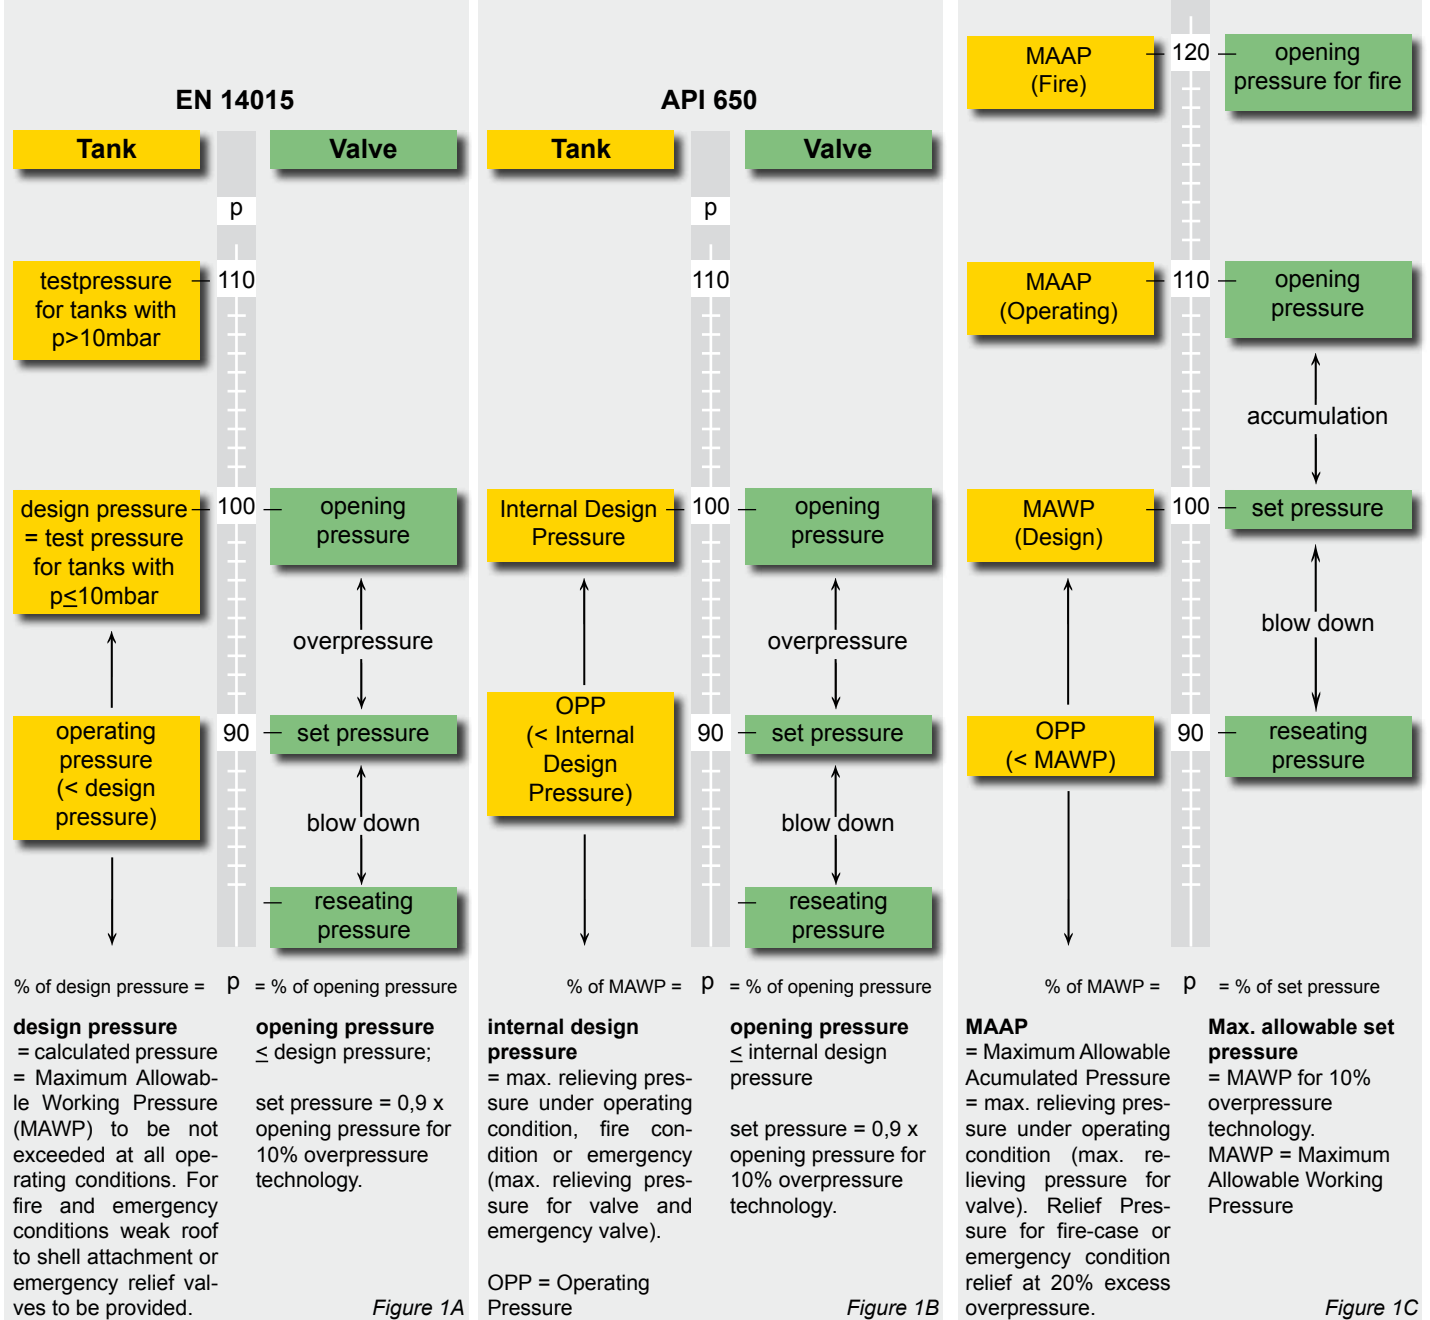 EN 14015
Tank
Valve
p
testpressure
for tanks with
p>10mbar
110
design pressure
= test pressure
for tanks with
p≤10mbar
100
opening
pressure
overpressure
operating
pressure
(< design
pressure)
90
set pressure
blow down
reseating
pressure
% of design pressure = p = % of opening pressure
design pressure
= calculated pressure
= Maximum Allowab-
le Working Pressure
(MAWP) to be not
exceeded at all ope-
rating conditions. For
fire and emergency
conditions weak roof
to shell attachment or
emergency relief val-
ves to be provided.
opening pressure
≤ design pressure;
set pressure = 0,9 x
opening pressure for
10% overpressure
technology.
Figure 1A
API 650
Tank
Valve
p
110
Internal Design
Pressure
100
opening
pressure
overpressure
OPP
(< Internal
Design
Pressure)
90
set pressure
blow down
reseating
pressure
% of MAWP = p = % of opening pressure
internal design
pressure
= max. relieving pres-
sure under operating
condition, fire con-
dition or emergency
(max. relieving pres-
sure for valve and
emergency valve).
OPP = Operating
Pressure
opening pressure
≤ internal design
pressure
set pressure = 0,9 x
opening pressure for
10% overpressure
technology.
Figure 1B
MAAP
(Fire)
120
opening
pressure for fire
MAAP
(Operating)
110
opening
pressure
accumulation
MAWP
(Design)
100
set pressure
blow down
OPP
(< MAWP)
90
reseating
pressure
% of MAWP = p = % of set pressure
MAAP
= Maximum Allowable
Acumulated Pressure
= max. relieving pres-
sure under operating
condition (max. re-
lieving pressure for
valve). Relief Pres-
sure for fire-case or
emergency condition
relief at 20% excess
overpressure.
Max. allowable set
pressure
= MAWP for 10%
overpressure
technology.
MAWP = Maximum
Allowable Working
Pressure
Figure 1C